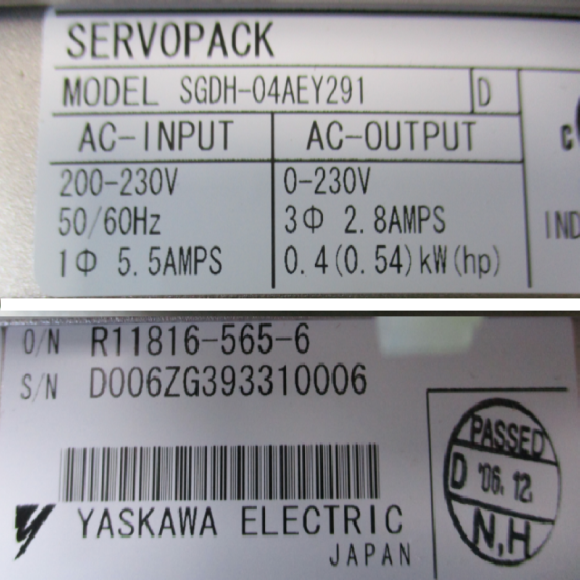 SERVOPACK
MODEL SGDH-04AEY291 D
AC-INPUT AC-OUTPUT
200-230V 0-230V
50/60Hz 3Φ 2.8AMPS
1Φ 5.5AMPS 0.4(0.54)kW(hp)
C
IND
O/N R11816-565-6
S/N D006ZG393310006
PASSED
D '06.12.
N.H
YASKAWA ELECTRIC
JAPAN